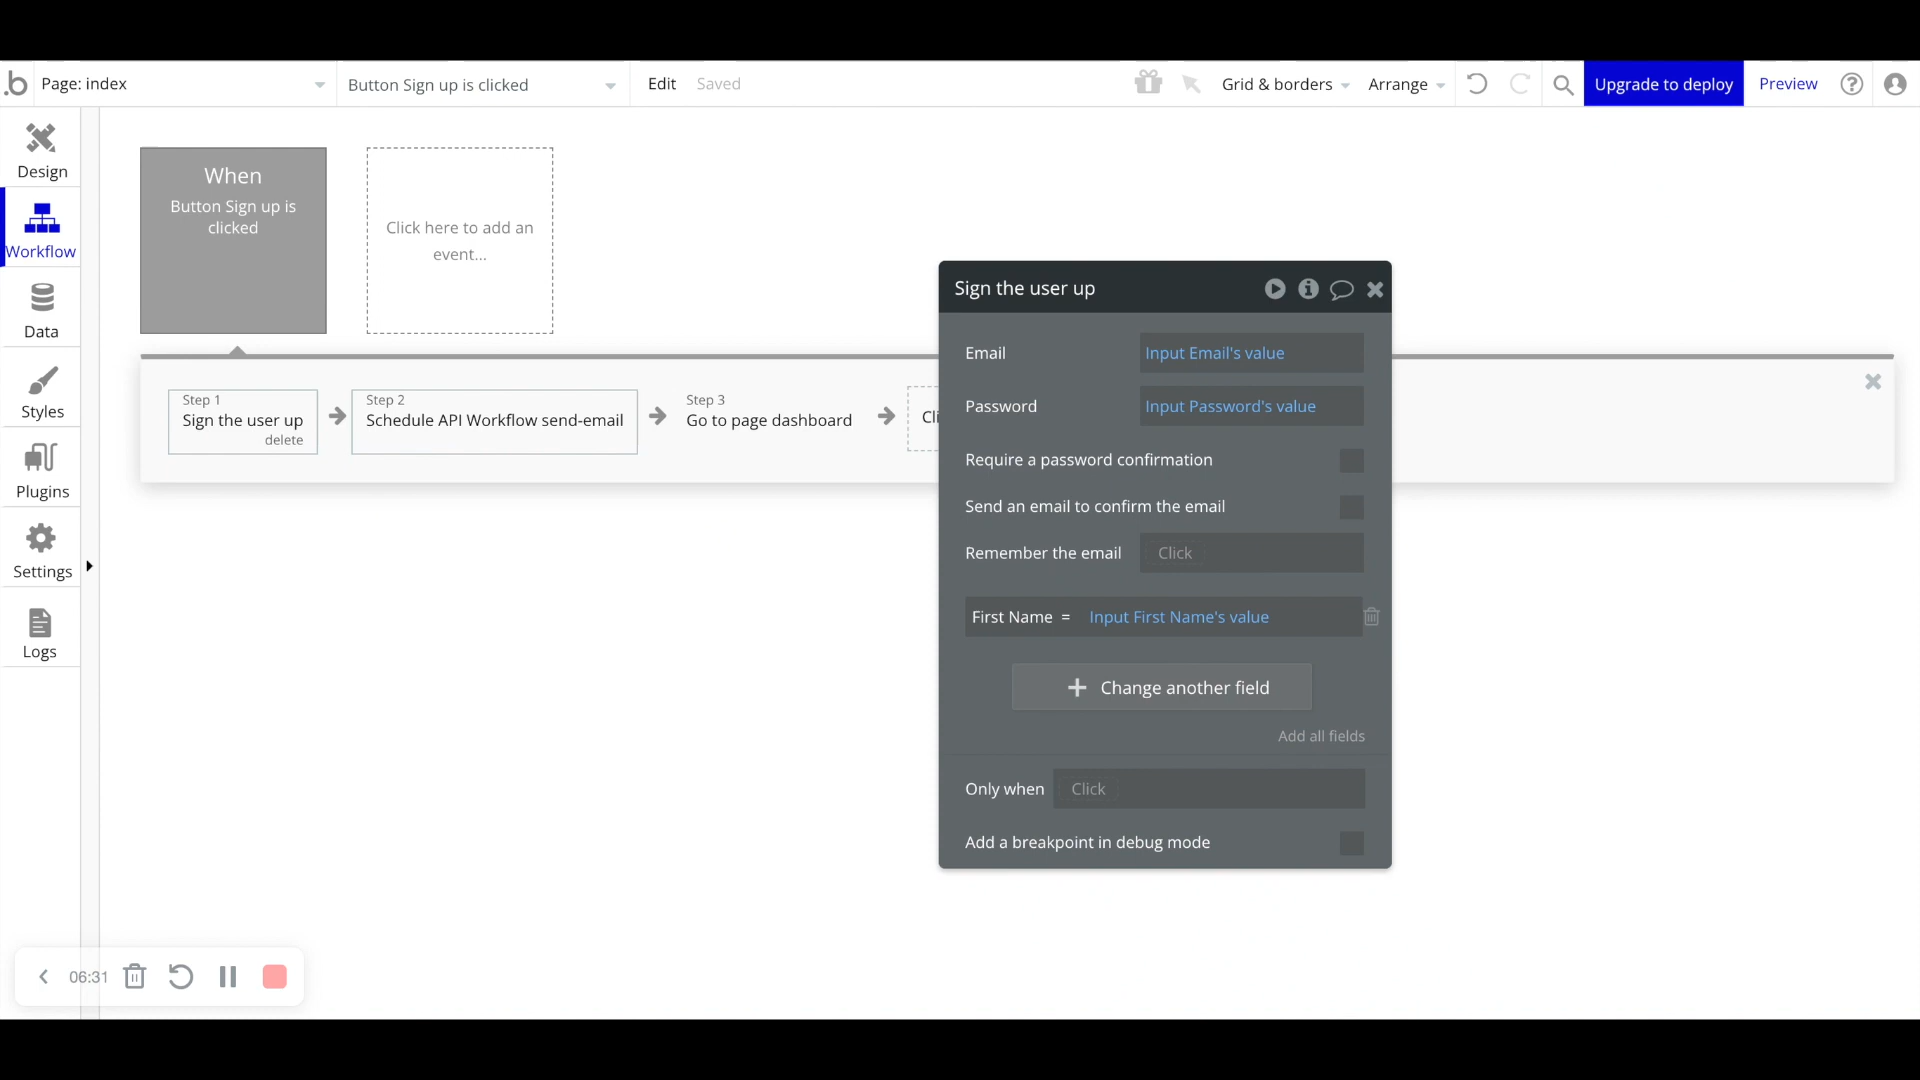 Page: index
Button Sign up is clicked
Edit
Saved
Grid & borders
Arrange
Upgrade to deploy
Preview
Design
Workflow
Data
Styles
Plugins
Settings
Logs
When
Button Sign up is
clicked
Click here to add an
event...
Step 1
Sign the user up
delete
Step 2
Schedule API Workflow send-email
Step 3
Go to page dashboard
Cli
Sign the user up
Email
Input Email's value
Password
Input Password's value
Require a password confirmation
Send an email to confirm the email
Remember the email
Click
First Name =
Input First Name's value
Change another field
Add all fields
Only when
Click
Add a breakpoint in debug mode
06:31